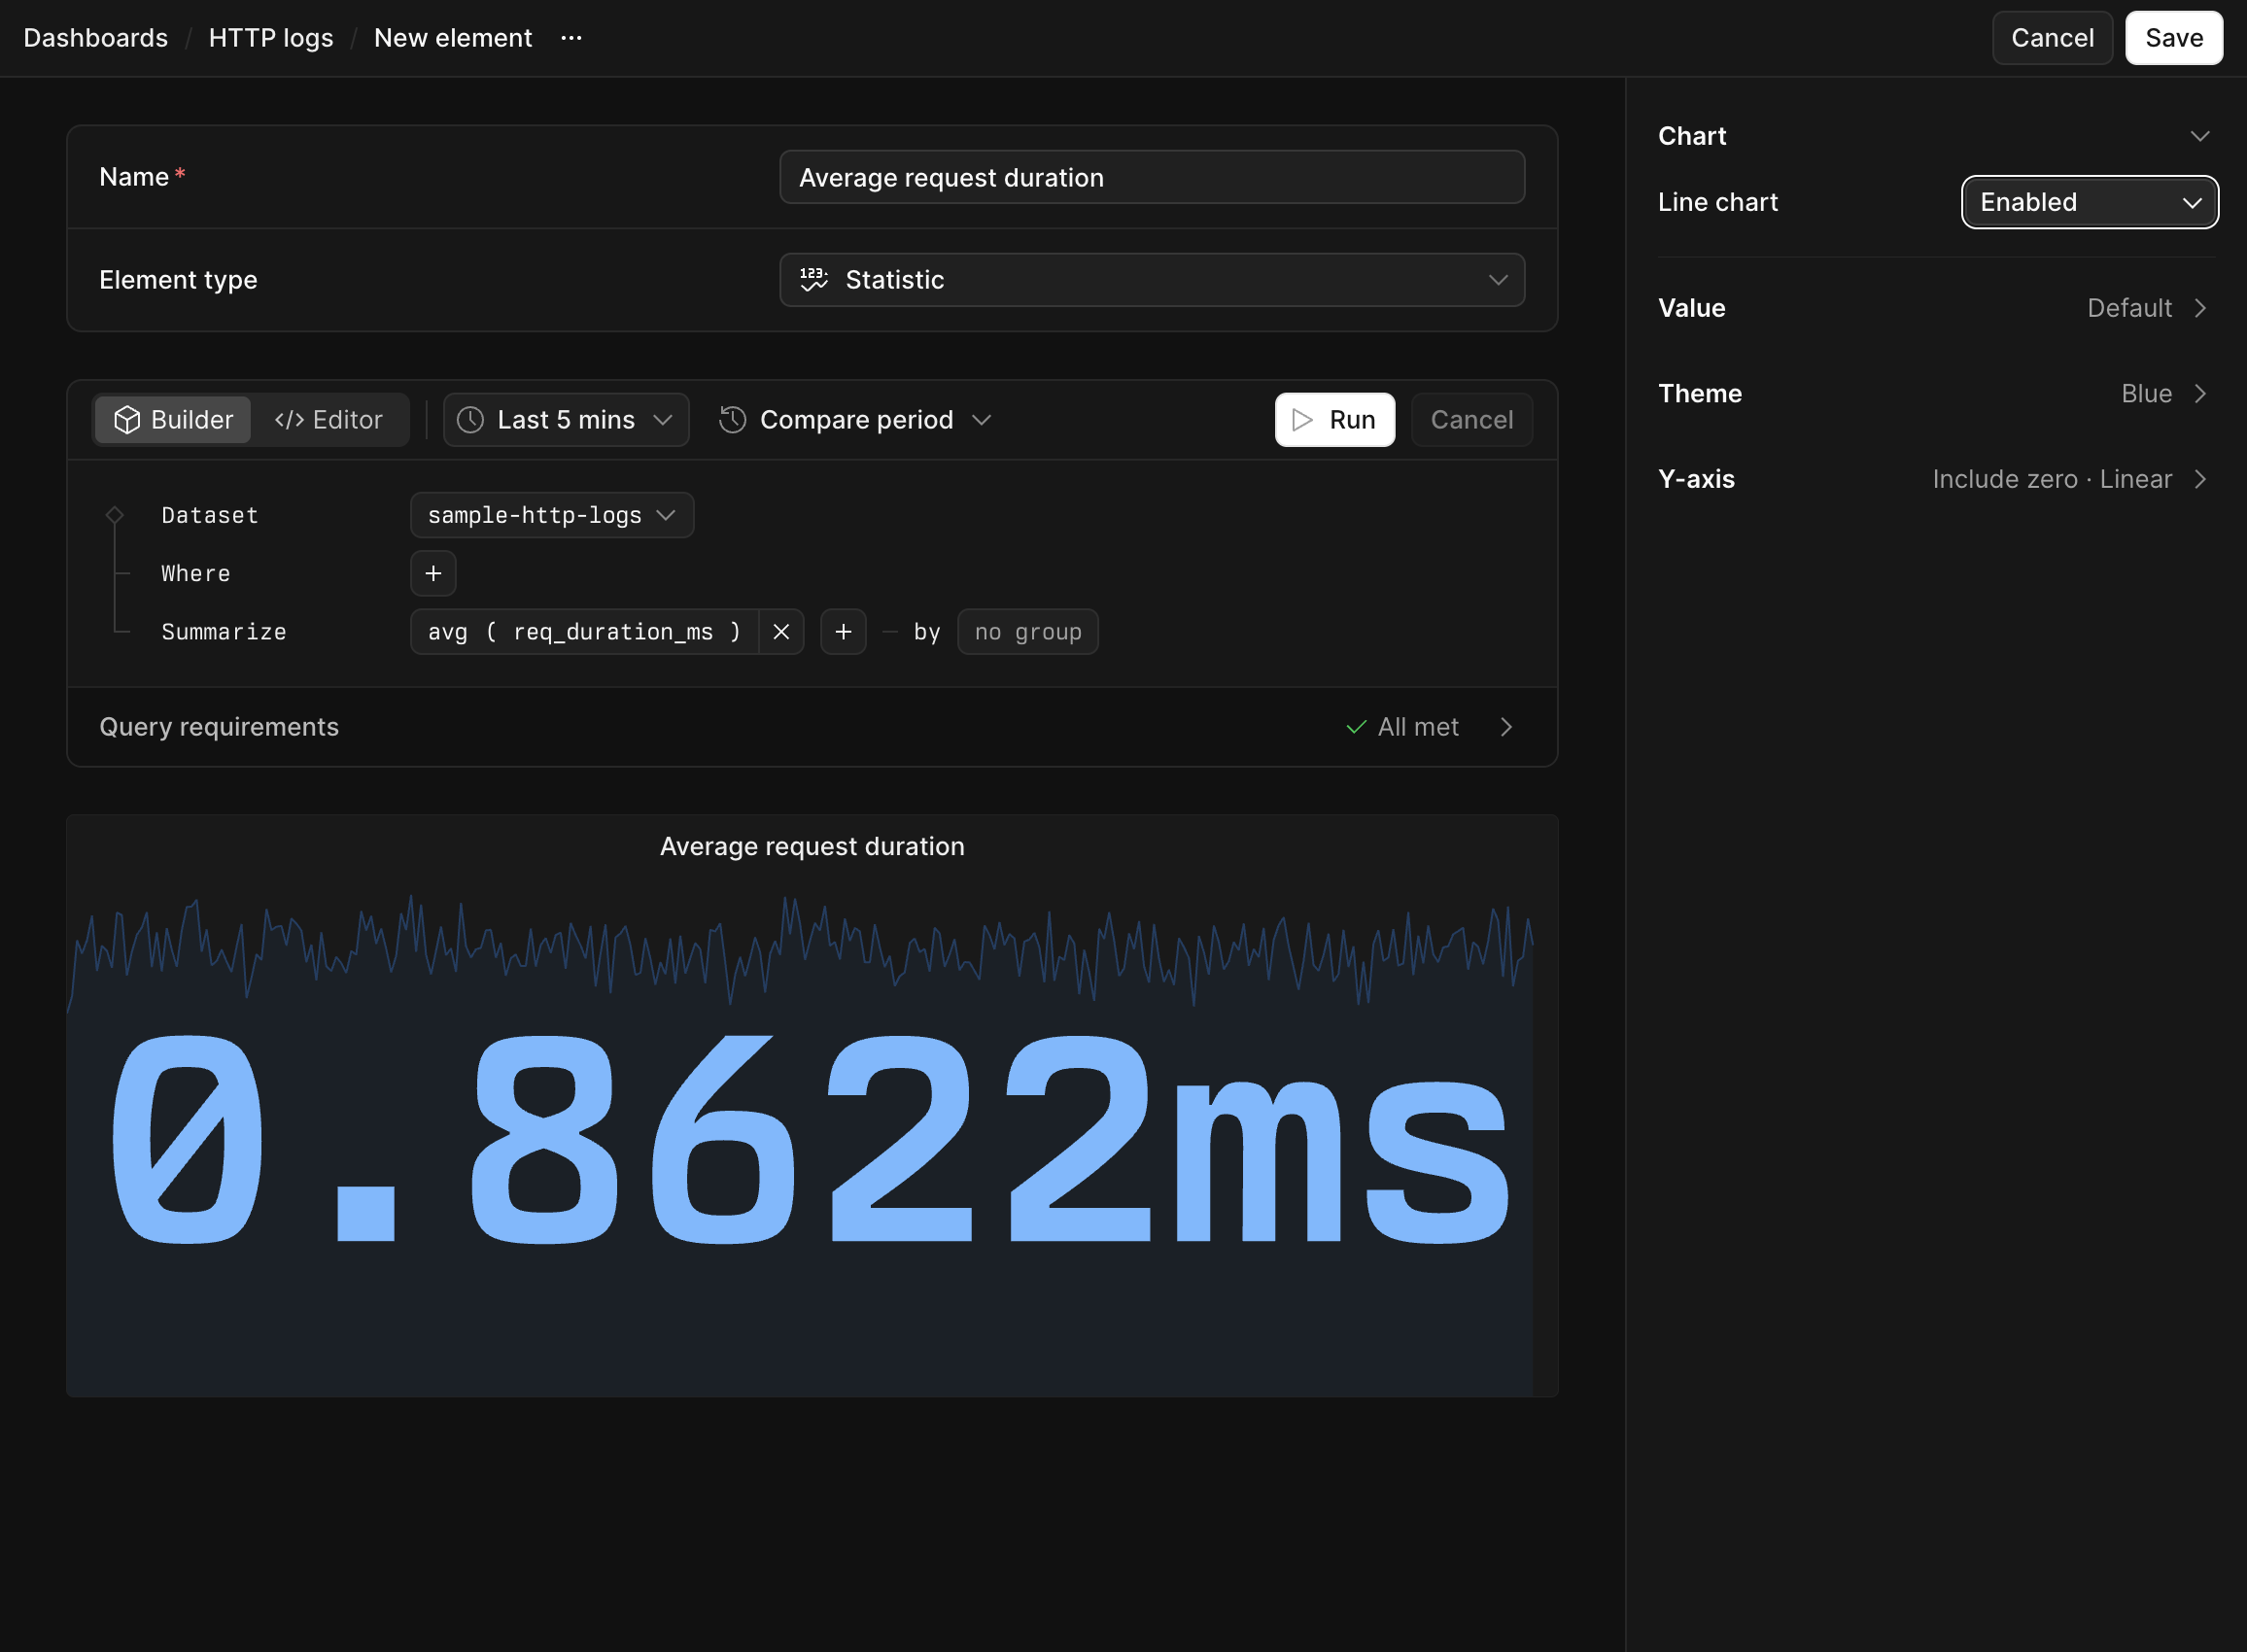 Dashboards / HTTP logs / New element ···
Cancel Save
Name *
Average request duration
Element type
123 Statistic
Builder </> Editor Last 5 mins Compare period Run Cancel
Dataset sample-http-logs
Where +
Summarize avg ( req_duration_ms ) × + — by no group
Query requirements All met
Average request duration
0.8622ms
Chart
Line chart Enabled
Value Default
Theme Blue
Y-axis Include zero · Linear